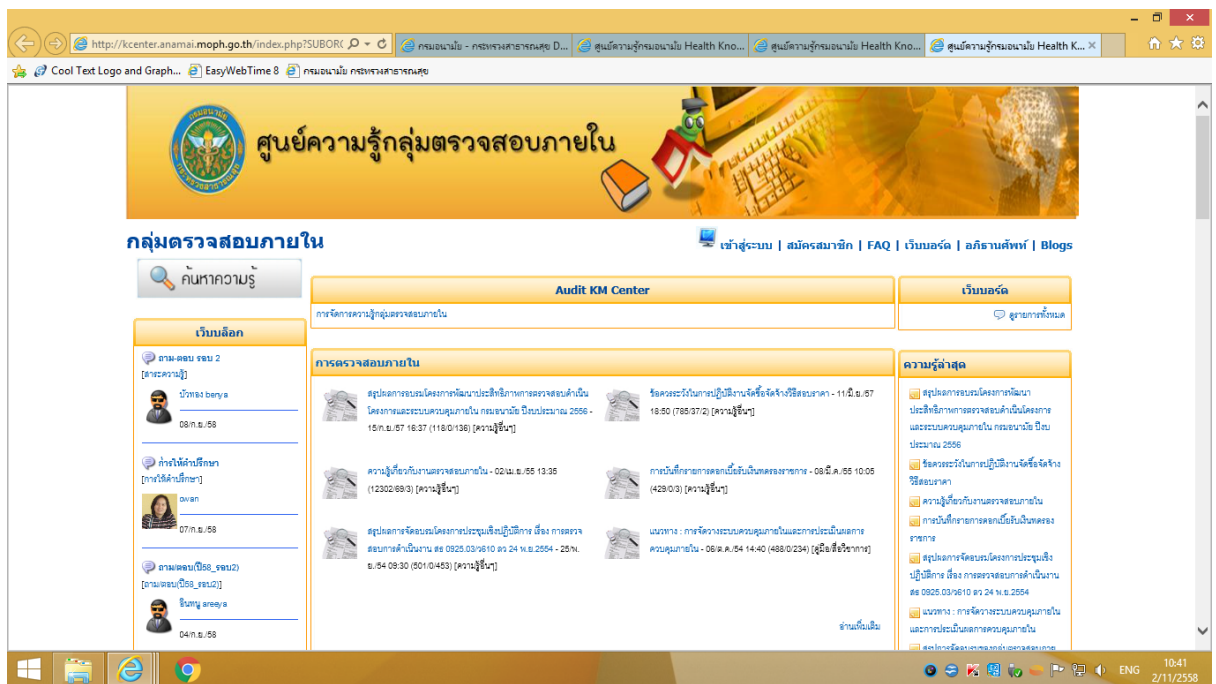 http://kcenter.anamai.moph.go.th/index.php?SUBOR(
กรมอนามัย - กระทรวงสาธารณสุข D...
ศูนย์ความรู้กรมอนามัย Health Kno...
ศูนย์ความรู้กรมอนามัย Health Kno...
ศูนย์ความรู้กรมอนามัย Health K...
Cool Text Logo and Graph...
EasyWebTime 8
กรมอนามัย กระทรวงสาธารณสุข
ศูนย์ความรู้กลุ่มตรวจสอบภายใน
กลุ่มตรวจสอบภายใน
เข้าสู่ระบบ | สมัครสมาชิก | FAQ | เว็บบอร์ด | อภิธานศัพท์ | Blogs
ค้นหาความรู้
เว็บบล็อก
ถาม-ตอบ รอบ 2
[สาระความรู้]
บัวทอง benya
08/ก.ย./58
การให้คำปรึกษา
[การให้คำปรึกษา]
owan
07/ก.ย./58
ถาม/ตอบ(ปี58_รอบ2)
[ถาม/ตอบ(ปี58_รอบ2)]
อินทนู areeya
04/ก.ย./58
Audit KM Center
การจัดการความรู้กลุ่มตรวจสอบภายใน
การตรวจสอบภายใน
สรุปผลการอบรมโครงการพัฒนาประสิทธิภาพการตรวจสอบดำเนิน
โครงการและระบบควบคุมภายใน กรมอนามัย ปีงบประมาณ 2556 -
15/ก.ย./57 16:37 (118/0/136) [ความรู้อื่นๆ]
ข้อควรระวังในการปฏิบัติงานจัดซื้อจัดจ้างวิธีสอบราคา - 11/มิ.ย./57
18:50 (785/37/2) [ความรู้อื่นๆ]
ความรู้เกี่ยวกับงานตรวจสอบภายใน - 02/เม.ย./55 13:35
(12302/69/3) [ความรู้อื่นๆ]
การบันทึกรายการดอกเบี้ยรับเงินทดรองราชการ - 08/มี.ค./55 10:05
(429/0/3) [ความรู้อื่นๆ]
สรุปผลการจัดอบรมโครงการประชุมเชิงปฏิบัติการ เรื่อง การตรวจ
สอบการดำเนินงาน สธ 0925.03/ว610 ลว 24 พ.ย.2554 - 25/พ.
ย./54 09:30 (501/0/453) [ความรู้อื่นๆ]
แนวทาง : การจัดวางระบบควบคุมภายในและการประเมินผลการ
ควบคุมภายใน - 06/ต.ค./54 14:40 (488/0/234) [คู่มือ/สื่อวิชาการ]
อ่านเพิ่มเติม
เว็บบอร์ด
ดูรายการทั้งหมด
ความรู้ล่าสุด
สรุปผลการอบรมโครงการพัฒนา
ประสิทธิภาพการตรวจสอบดำเนินโครงการ
และระบบควบคุมภายใน กรมอนามัย ปีงบ
ประมาณ 2556
ข้อควรระวังในการปฏิบัติงานจัดซื้อจัดจ้าง
วิธีสอบราคา
ความรู้เกี่ยวกับงานตรวจสอบภายใน
การบันทึกรายการดอกเบี้ยรับเงินทดรอง
ราชการ
สรุปผลการจัดอบรมโครงการประชุมเชิง
ปฏิบัติการ เรื่อง การตรวจสอบการดำเนินงาน
สธ 0925.03/ว610 ลว 24 พ.ย.2554
แนวทาง : การจัดวางระบบควบคุมภายใน
และการประเมินผลการควบคุมภายใน
ENG
10:41
2/11/2558